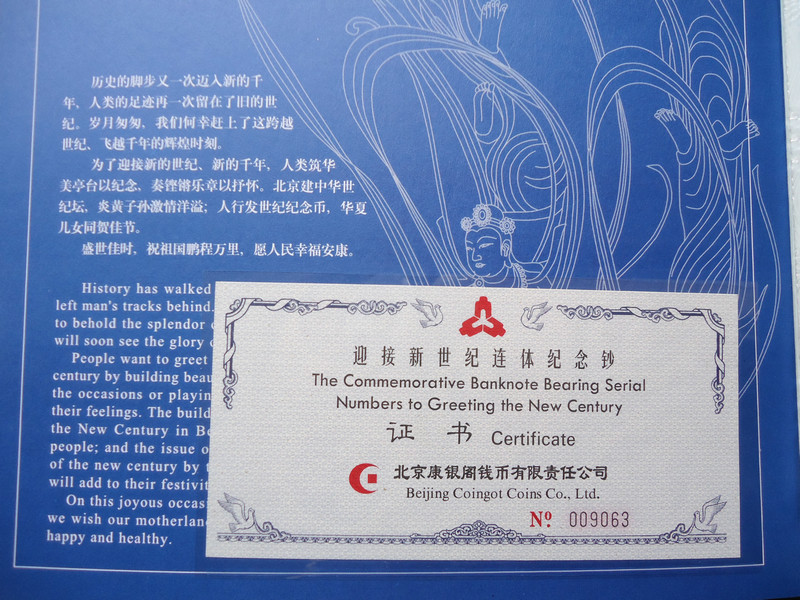 历史的脚步又一次迈入新的千
年，人类的足迹再一次留在了旧的世
纪。岁月匆匆、我们何幸赶上了这跨越
世纪、飞越千年的辉煌时刻。
为了迎接新的世纪、新的千年，人类筑华
美亭台以纪念，奏铿锵乐章以抒怀。北京建中华世
纪坛，炎黄子孙激情洋溢；人行发世纪纪念币，华夏
儿女同贺佳节。
盛世佳时，祝祖国鹏程万里，愿人民幸福安康。
History has walked
left man's tracks behind.
to behold the splendor
will soon see the glory
People want to greet
century by building beau
the occasions or playin
their feelings. The build
the New Century in Be
people; and the issue o
of the new century by t
will add to their festivit
On this joyous occasi
we wish our motherlan
happy and healthy.
迎接新世纪连体纪念钞
The Commemorative Banknote Bearing Serial
Numbers to Greeting the New Century
证 书 Certificate
北京康银阁钱币有限责任公司
Beijing Coingot Coins Co., Ltd.
Nº 009063